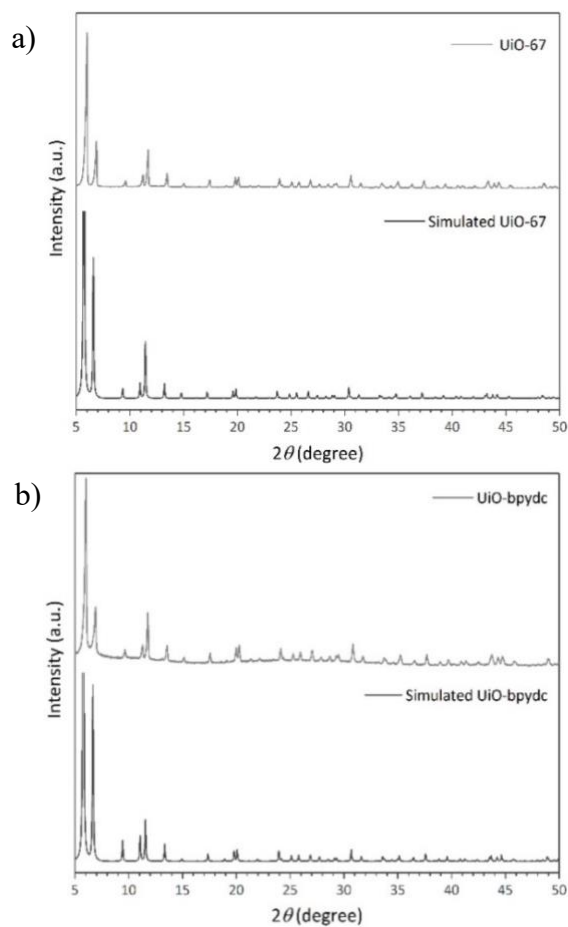 a)
UiO-67
Simulated UiO-67
Intensity (a.u.)
5 10 15 20 25 30 35 40 45 50
2θ (degree)
b)
UiO-bpydc
Simulated UiO-bpydc
Intensity (a.u.)
5 10 15 20 25 30 35 40 45 50
2θ (degree)